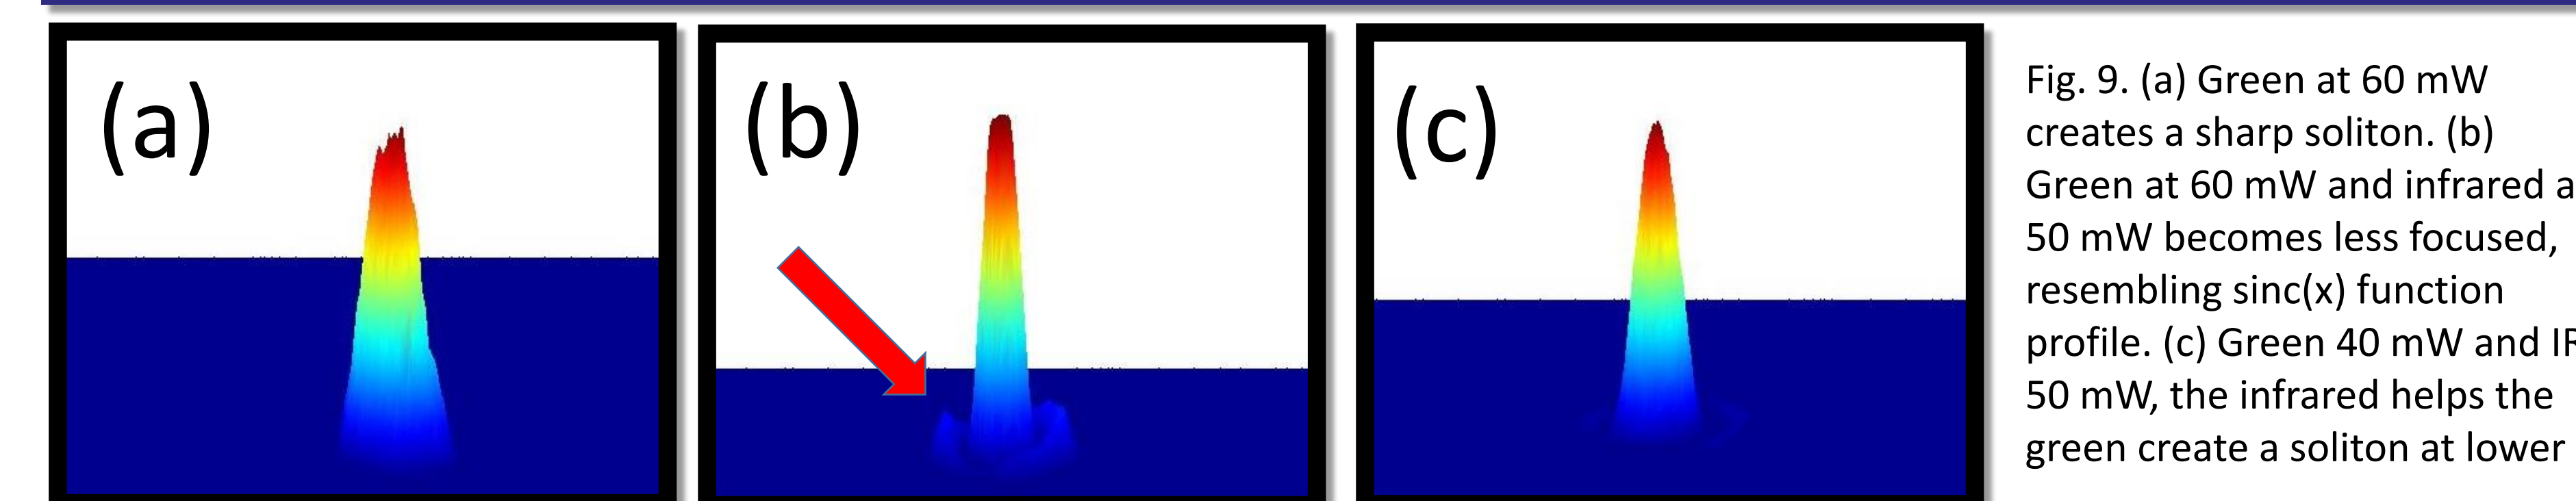 (a)
(b)
(c)
Fig. 9. (a) Green at 60 mW
creates a sharp soliton. (b)
Green at 60 mW and infrared a
50 mW becomes less focused,
resembling sinc(x) function
profile. (c) Green 40 mW and IR
50 mW, the infrared helps the
green create a soliton at lower